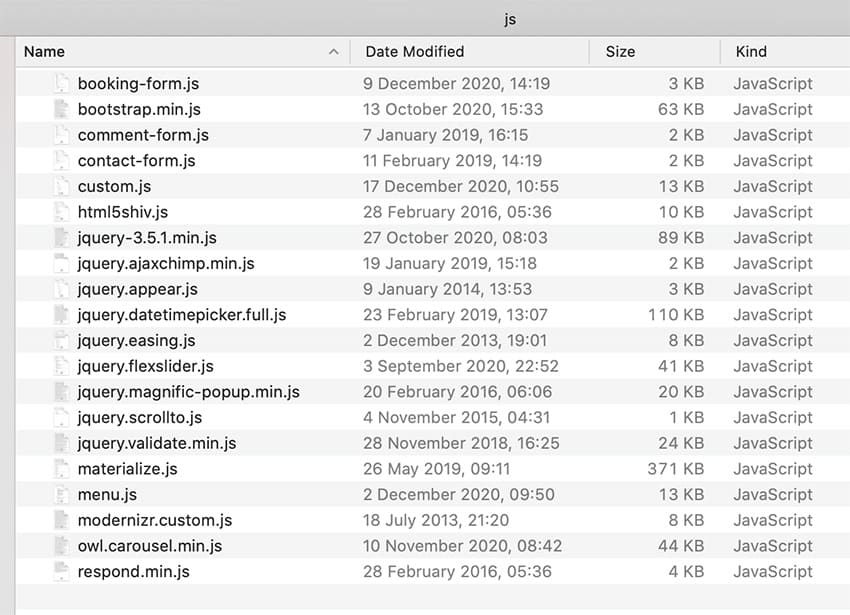 js
Name Date Modified Size Kind
booking-form.js 9 December 2020, 14:19 3 KB JavaScript
bootstrap.min.js 13 October 2020, 15:33 63 KB JavaScript
comment-form.js 7 January 2019, 16:15 2 KB JavaScript
contact-form.js 11 February 2019, 14:19 2 KB JavaScript
custom.js 17 December 2020, 10:55 13 KB JavaScript
html5shiv.js 28 February 2016, 05:36 10 KB JavaScript
jquery-3.5.1.min.js 27 October 2020, 08:03 89 KB JavaScript
jquery.ajaxchimp.min.js 19 January 2019, 15:18 2 KB JavaScript
jquery.appear.js 9 January 2014, 13:53 3 KB JavaScript
jquery.datetimepicker.full.js 23 February 2019, 13:07 110 KB JavaScript
jquery.easing.js 2 December 2013, 19:01 8 KB JavaScript
jquery.flexslider.js 3 September 2020, 22:52 41 KB JavaScript
jquery.magnific-popup.min.js 20 February 2016, 06:06 20 KB JavaScript
jquery.scrollto.js 4 November 2015, 04:31 1 KB JavaScript
jquery.validate.min.js 28 November 2018, 16:25 24 KB JavaScript
materialize.js 26 May 2019, 09:11 371 KB JavaScript
menu.js 2 December 2020, 09:50 13 KB JavaScript
modernizr.custom.js 18 July 2013, 21:20 8 KB JavaScript
owl.carousel.min.js 10 November 2020, 08:42 44 KB JavaScript
respond.min.js 28 February 2016, 05:36 4 KB JavaScript